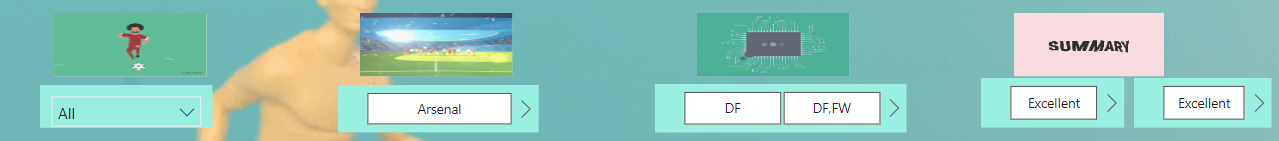 SUMMARY
All
Arsenal
DF
DF,FW
Excellent
Excellent